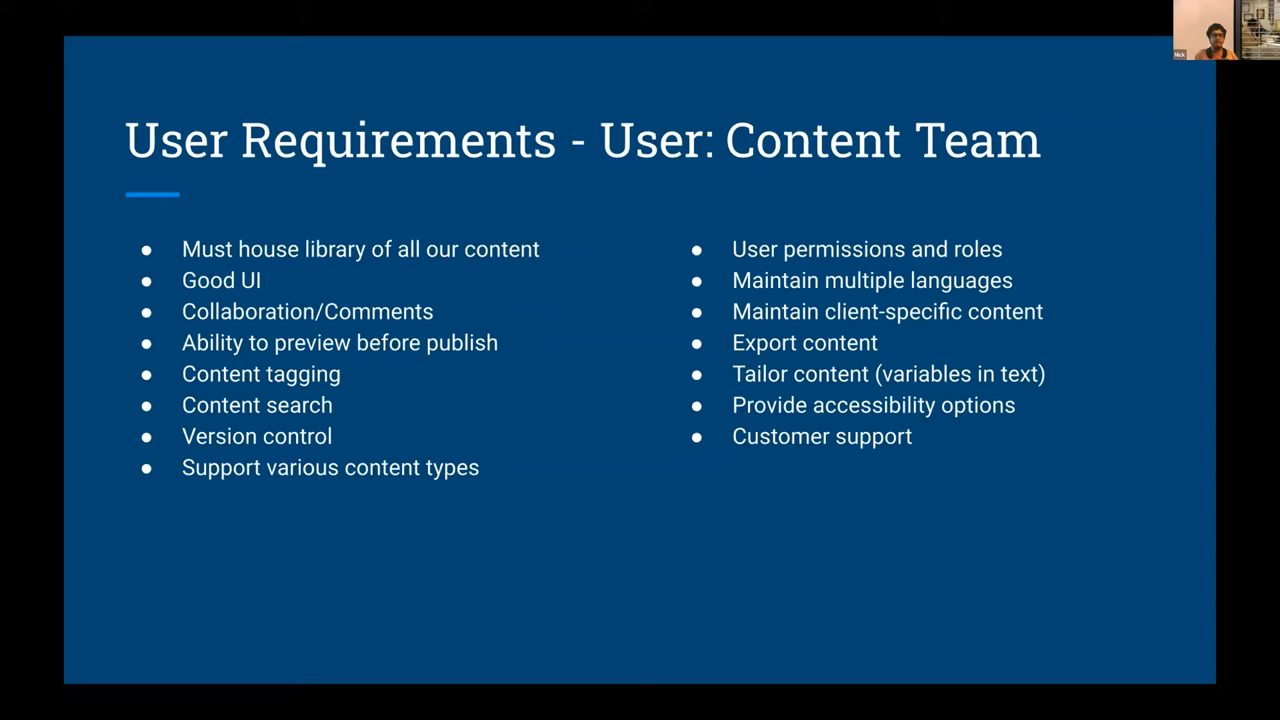 User Requirements - User: Content Team
● Must house library of all our content
● Good UI
● Collaboration/Comments
● Ability to preview before publish
● Content tagging
● Content search
● Version control
● Support various content types
● User permissions and roles
● Maintain multiple languages
● Maintain client-specific content
● Export content
● Tailor content (variables in text)
● Provide accessibility options
● Customer support
Nick